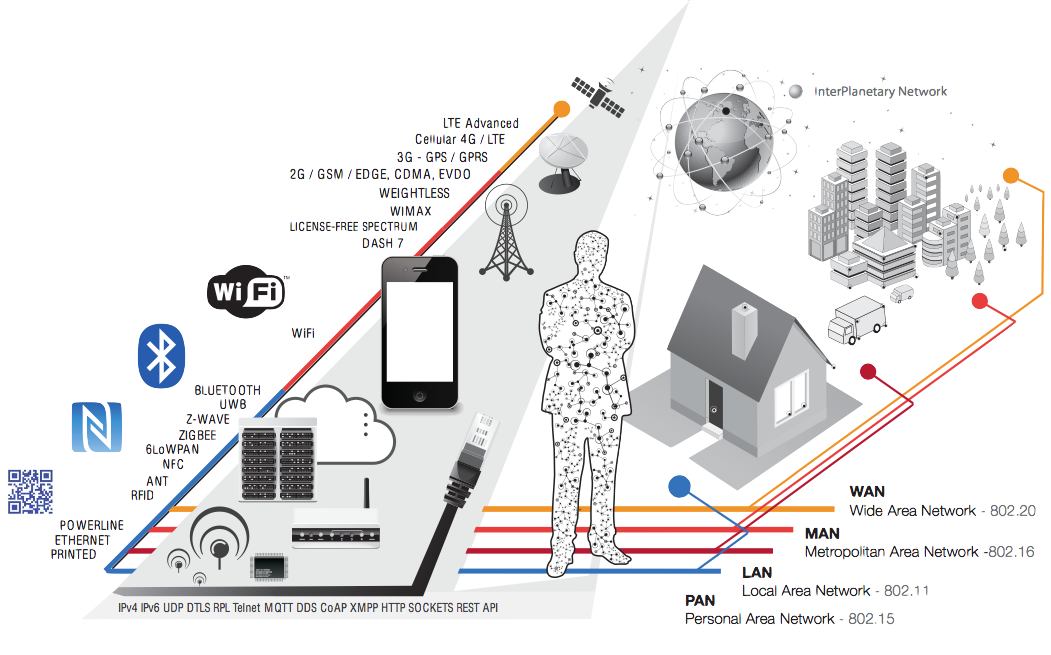 InterPlanetary Network
LTE Advanced
Cellular 4G / LTE
3G - GPS / GPRS
2G / GSM / EDGE, CDMA, EVDO
WEIGHTLESS
WIMAX
LICENSE-FREE SPECTRUM
DASH 7
WiFi™
WiFi
BLUETOOTH
UWB
Z-WAVE
ZIGBEE
6LoWPAN
NFC
ANT
RFID
POWERLINE
ETHERNET
PRINTED
IPv4 IPv6 UDP DTLS RPL Telnet MQTT DDS CoAP XMPP HTTP SOCKETS REST API
WAN
Wide Area Network - 802.20
MAN
Metropolitan Area Network -802.16
LAN
Local Area Network - 802.11
PAN
Personal Area Network - 802.15